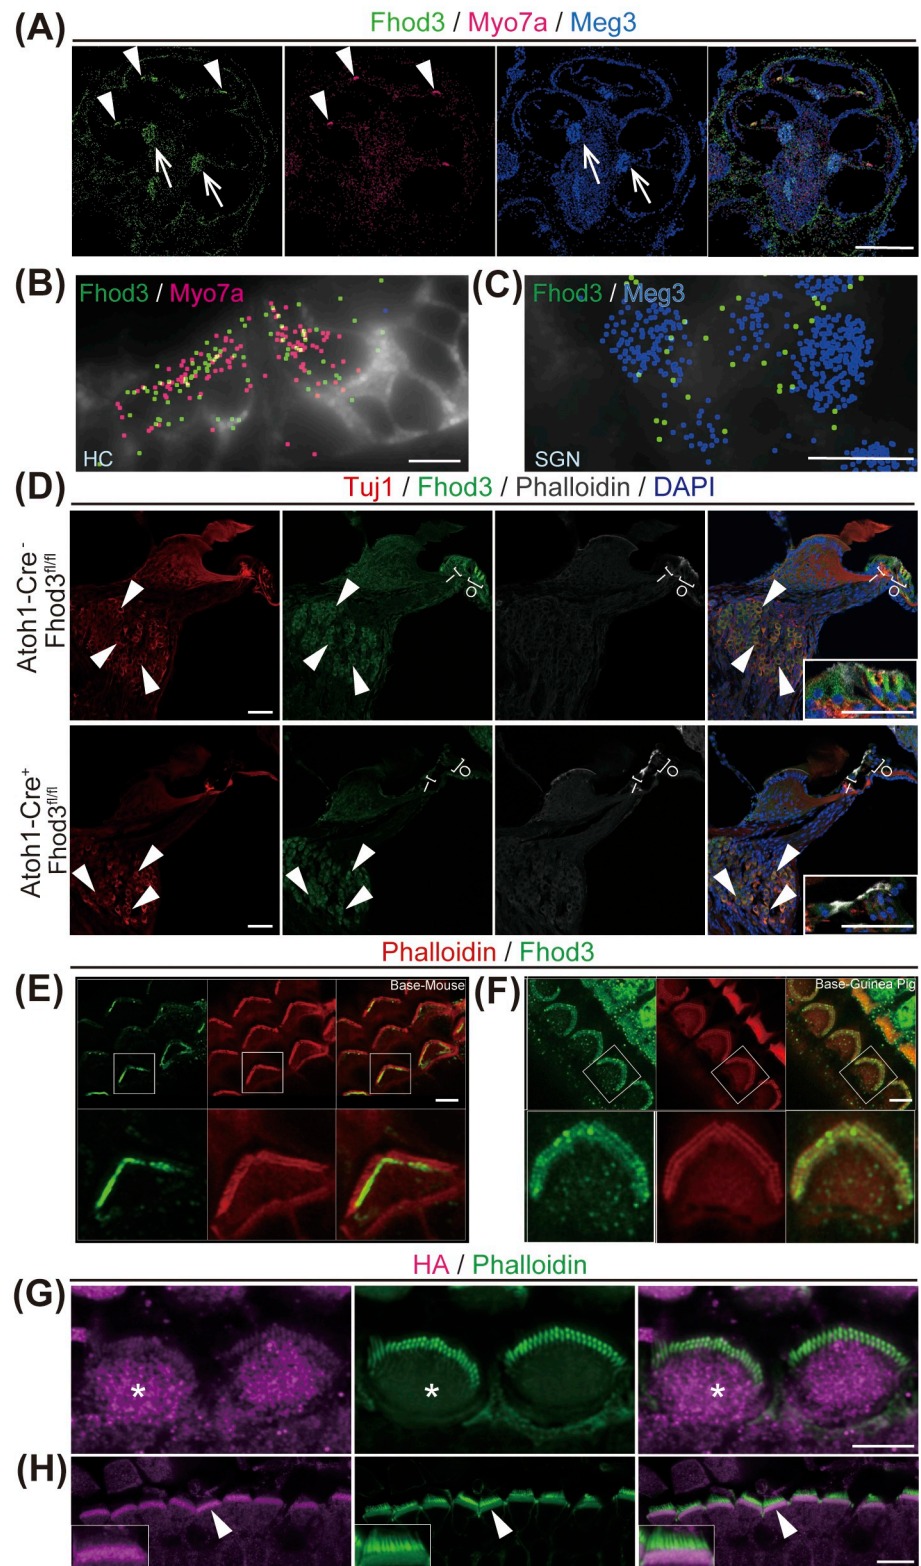 (A)
Fhod3 / Myo7a / Meg3
(B)
Fhod3 / Myo7a
HC
(C)
Fhod3 / Meg3
SGN
(D)
Tuj1 / Fhod3 / Phalloidin / DAPI
Atoh1-Cre-
Fhod3fl/fl
I
O
I
O
I
O
Atoh1-Cre+
Fhod3fl/fl
I
O
I
O
I
O
Phalloidin / Fhod3
(E)
Base-Mouse
(F)
Base-Guinea Pig
HA / Phalloidin
(G)
*
*
*
(H)